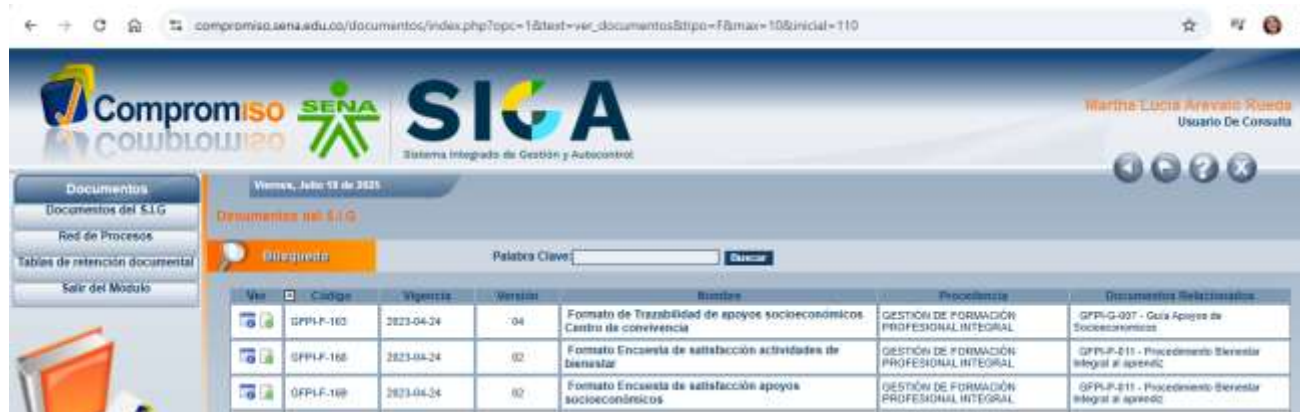 compromiso.sena.edu.co/documentos/index.php?opc=1&text=ver_documentos&tipo=F&max=10&inicial=110
Compromiso
SENA
SIGA
Sistema Integrado de Gestión y Autocontrol
Martha Lucia Arevalo Rueda
Usuario De Consulta
Documentos
Documentos del S.I.G
Red de Procesos
Tablas de retención documental
Salir del Módulo
Viernes, Julio 18 de 2025
Documentos del S.I.G
Búsqueda
Palabra Clave:
Buscar
Ver Código Vigencia Versión Nombre Procedencia Documentos Relacionados
GFPI-F-163 2023-04-24 04 Formato de Trazabilidad de apoyos socioeconómicos Centro de convivencia GESTIÓN DE FORMACIÓN PROFESIONAL INTEGRAL GFPI-G-007 - Guía Apoyos de Socioeconomicos
GFPI-F-168 2023-04-24 02 Formato Encuesta de satisfacción actividades de bienestar GESTIÓN DE FORMACIÓN PROFESIONAL INTEGRAL GFPI-P-011 - Procedimiento Bienestar integral al aprendiz
GFPI-F-169 2023-04-24 02 Formato Encuesta de satisfacción apoyos socioeconómicos GESTIÓN DE FORMACIÓN PROFESIONAL INTEGRAL GFPI-P-011 - Procedimiento Bienestar integral al aprendiz